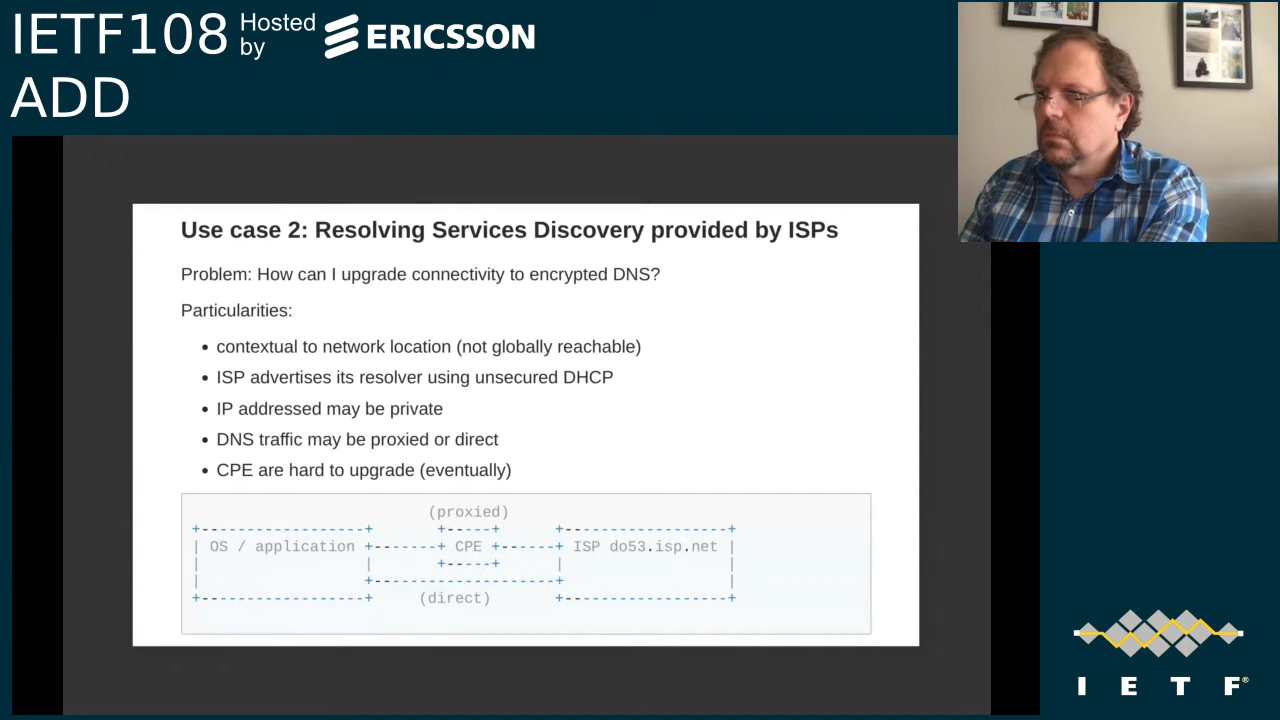 IETF108 Hosted by ERICSSON
ADD
Use case 2: Resolving Services Discovery provided by ISPs
Problem: How can I upgrade connectivity to encrypted DNS?
Particularities:
• contextual to network location (not globally reachable)
• ISP advertises its resolver using unsecured DHCP
• IP addressed may be private
• DNS traffic may be proxied or direct
• CPE are hard to upgrade (eventually)
(proxied)
+------------------+       +-----+      +------------------+
| OS / application +-------+ CPE +------+ ISP do53.isp.net |
|                  |       +-----+      |                  |
|                  +--------------------+                  |
+------------------+     (direct)       +------------------+
I E T F®